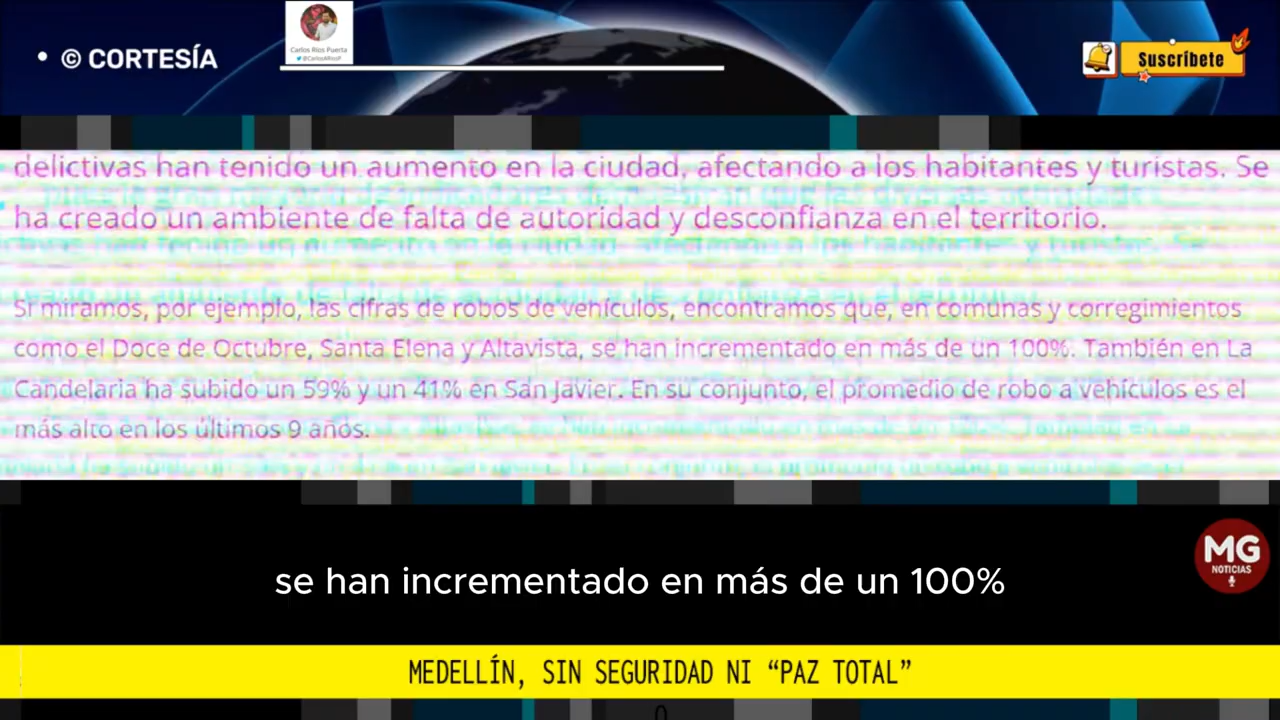 • © CORTESÍA
Carlos Ríos Puerta
@CarlosARiosP
Suscríbete
delictivas han tenido un aumento en la ciudad, afectando a los habitantes y turistas. Se
ha creado un ambiente de falta de autoridad y desconfianza en el territorio.
Si miramos, por ejemplo, las cifras de robos de vehículos, encontramos que, en comunas y corregimientos
como el Doce de Octubre, Santa Elena y Altavista, se han incrementado en más de un 100%. También en La
Candelaria ha subido un 59% y un 41% en San Javier. En su conjunto, el promedio de robo a vehículos es el
más alto en los últimos 9 años.
MG
NOTICIAS
se han incrementado en más de un 100%
MEDELLÍN, SIN SEGURIDAD NI “PAZ TOTAL”